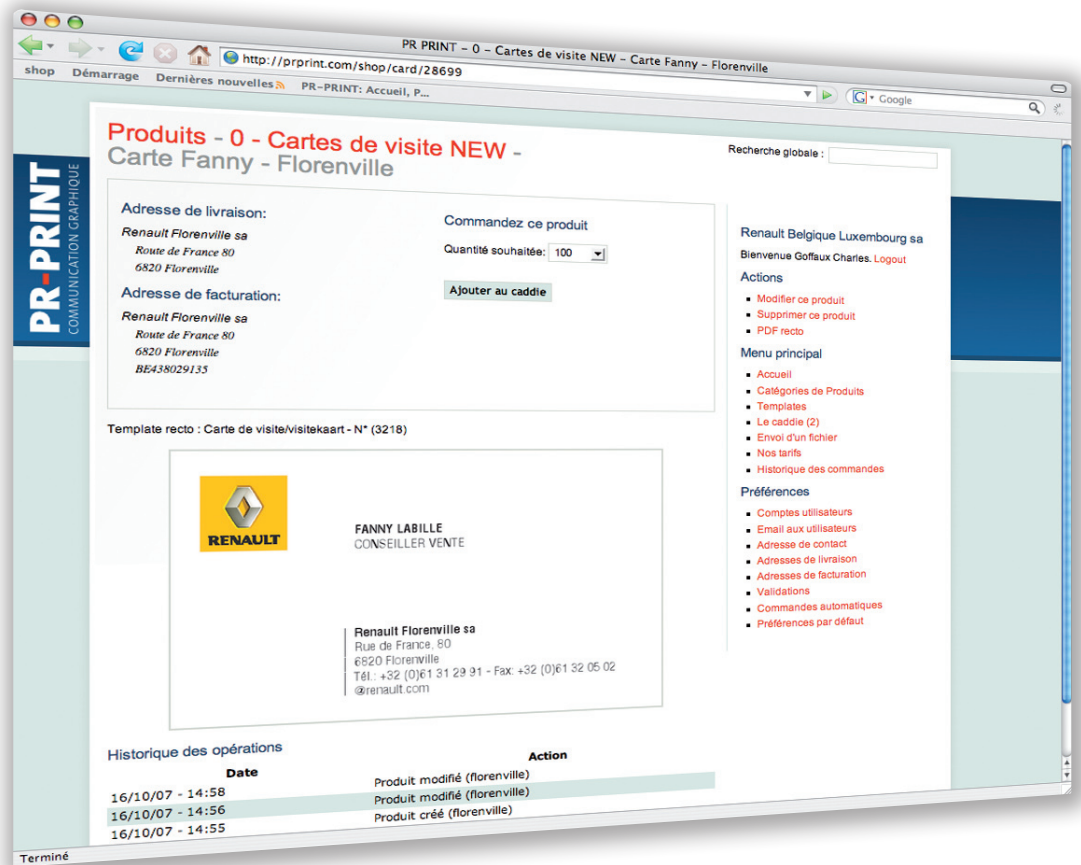 PR PRINT – 0 – Cartes de visite NEW – Carte Fanny – Florenville
http://prprint.com/shop/card/28699
Google
shop Démarrage Dernières nouvelles PR-PRINT: Accueil, P...
PR-PRINT
COMMUNICATION GRAPHIQUE
Produits - 0 - Cartes de visite NEW -
Carte Fanny - Florenville
Recherche globale :
Adresse de livraison:
Renault Florenville sa
Route de France 80
6820 Florenville
Adresse de facturation:
Renault Florenville sa
Route de France 80
6820 Florenville
BE438029135
Commandez ce produit
Quantité souhaitée: 100
Ajouter au caddie
Renault Belgique Luxembourg sa
Bienvenue Goffaux Charles. Logout
Actions
Modifier ce produit
Supprimer ce produit
PDF recto
Menu principal
Accueil
Catégories de Produits
Templates
Le caddie (2)
Envoi d'un fichier
Nos tarifs
Historique des commandes
Préférences
Comptes utilisateurs
Email aux utilisateurs
Adresse de contact
Adresses de livraison
Adresses de facturation
Validations
Commandes automatiques
Préférences par défaut
Template recto : Carte de visite/visitekaart - N° (3218)
RENAULT
FANNY LABILLE
CONSEILLER VENTE
Renault Florenville sa
Rue de France, 80
6820 Florenville
Tél.: +32 (0)61 31 29 91 - Fax: +32 (0)61 32 05 02
@renault.com
Historique des opérations
Date Action
16/10/07 - 14:58 Produit modifié (florenville)
16/10/07 - 14:56 Produit modifié (florenville)
16/10/07 - 14:55 Produit créé (florenville)
Terminé